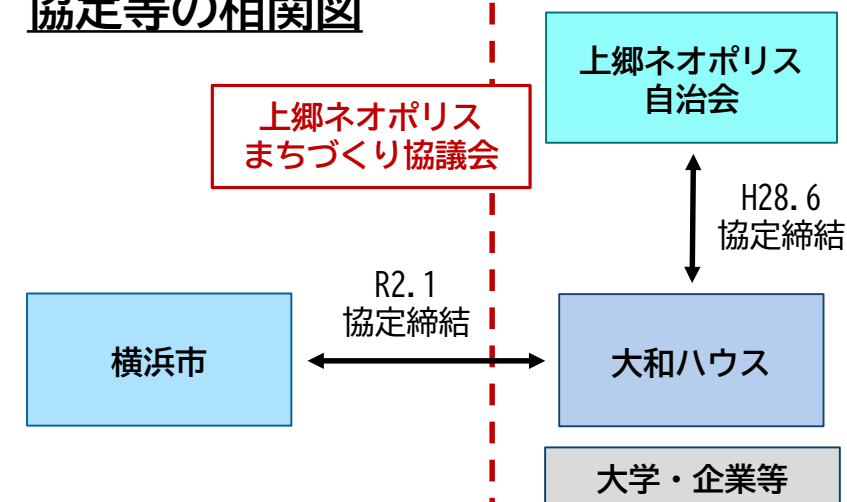 協定等の相関図
上郷ネオポリス
自治会
上郷ネオポリス
まちづくり協議会
H28.6
協定締結
R2.1
協定締結
横浜市
大和ハウス
大学・企業等